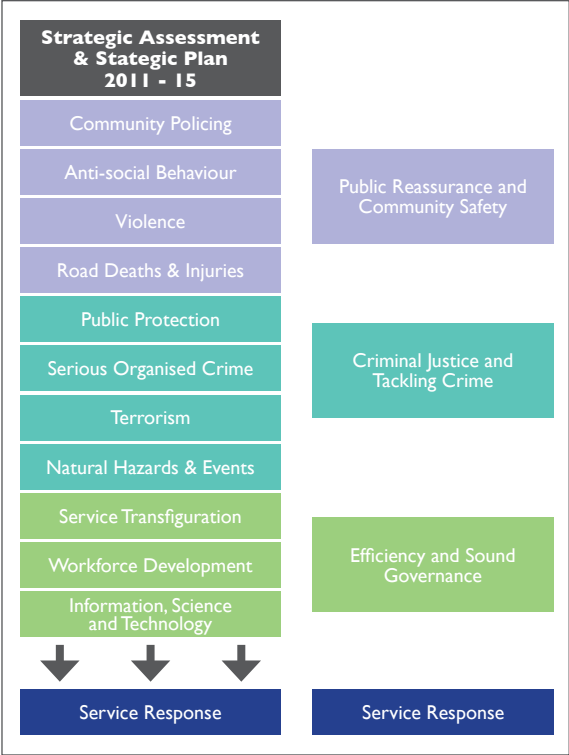 Strategic Assessment
& Stategic Plan
2011 - 15
Community Policing
Anti-social Behaviour
Violence
Road Deaths & Injuries
Public Protection
Serious Organised Crime
Terrorism
Natural Hazards & Events
Service Transfiguration
Workforce Development
Information, Science
and Technology
Service Response
Public Reassurance and
Community Safety
Criminal Justice and
Tackling Crime
Efficiency and Sound
Governance
Service Response